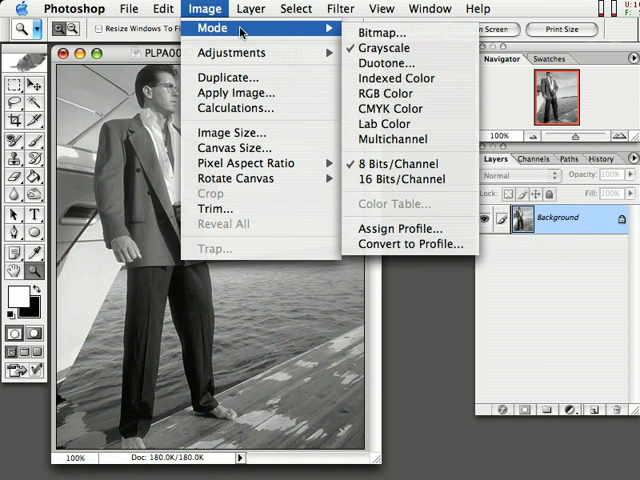 Photoshop File Edit Image Layer Select Filter View Window Help
Resize Windows To Fi
Screen
Print Size
PLPA00
Mode
Adjustments
Duplicate...
Apply Image...
Calculations...
Image Size...
Canvas Size...
Pixel Aspect Ratio
Rotate Canvas
Crop
Trim...
Reveal All
Trap...
Bitmap...
Grayscale
Duotone...
Indexed Color
RGB Color
CMYK Color
Lab Color
Multichannel
8 Bits/Channel
16 Bits/Channel
Color Table...
Assign Profile...
Convert to Profile...
Navigator Swatches
100%
Layers Channels Paths History
Normal Opacity: 100%
Lock: Fill: 100%
Background
100% Doc: 180.0K/180.0K